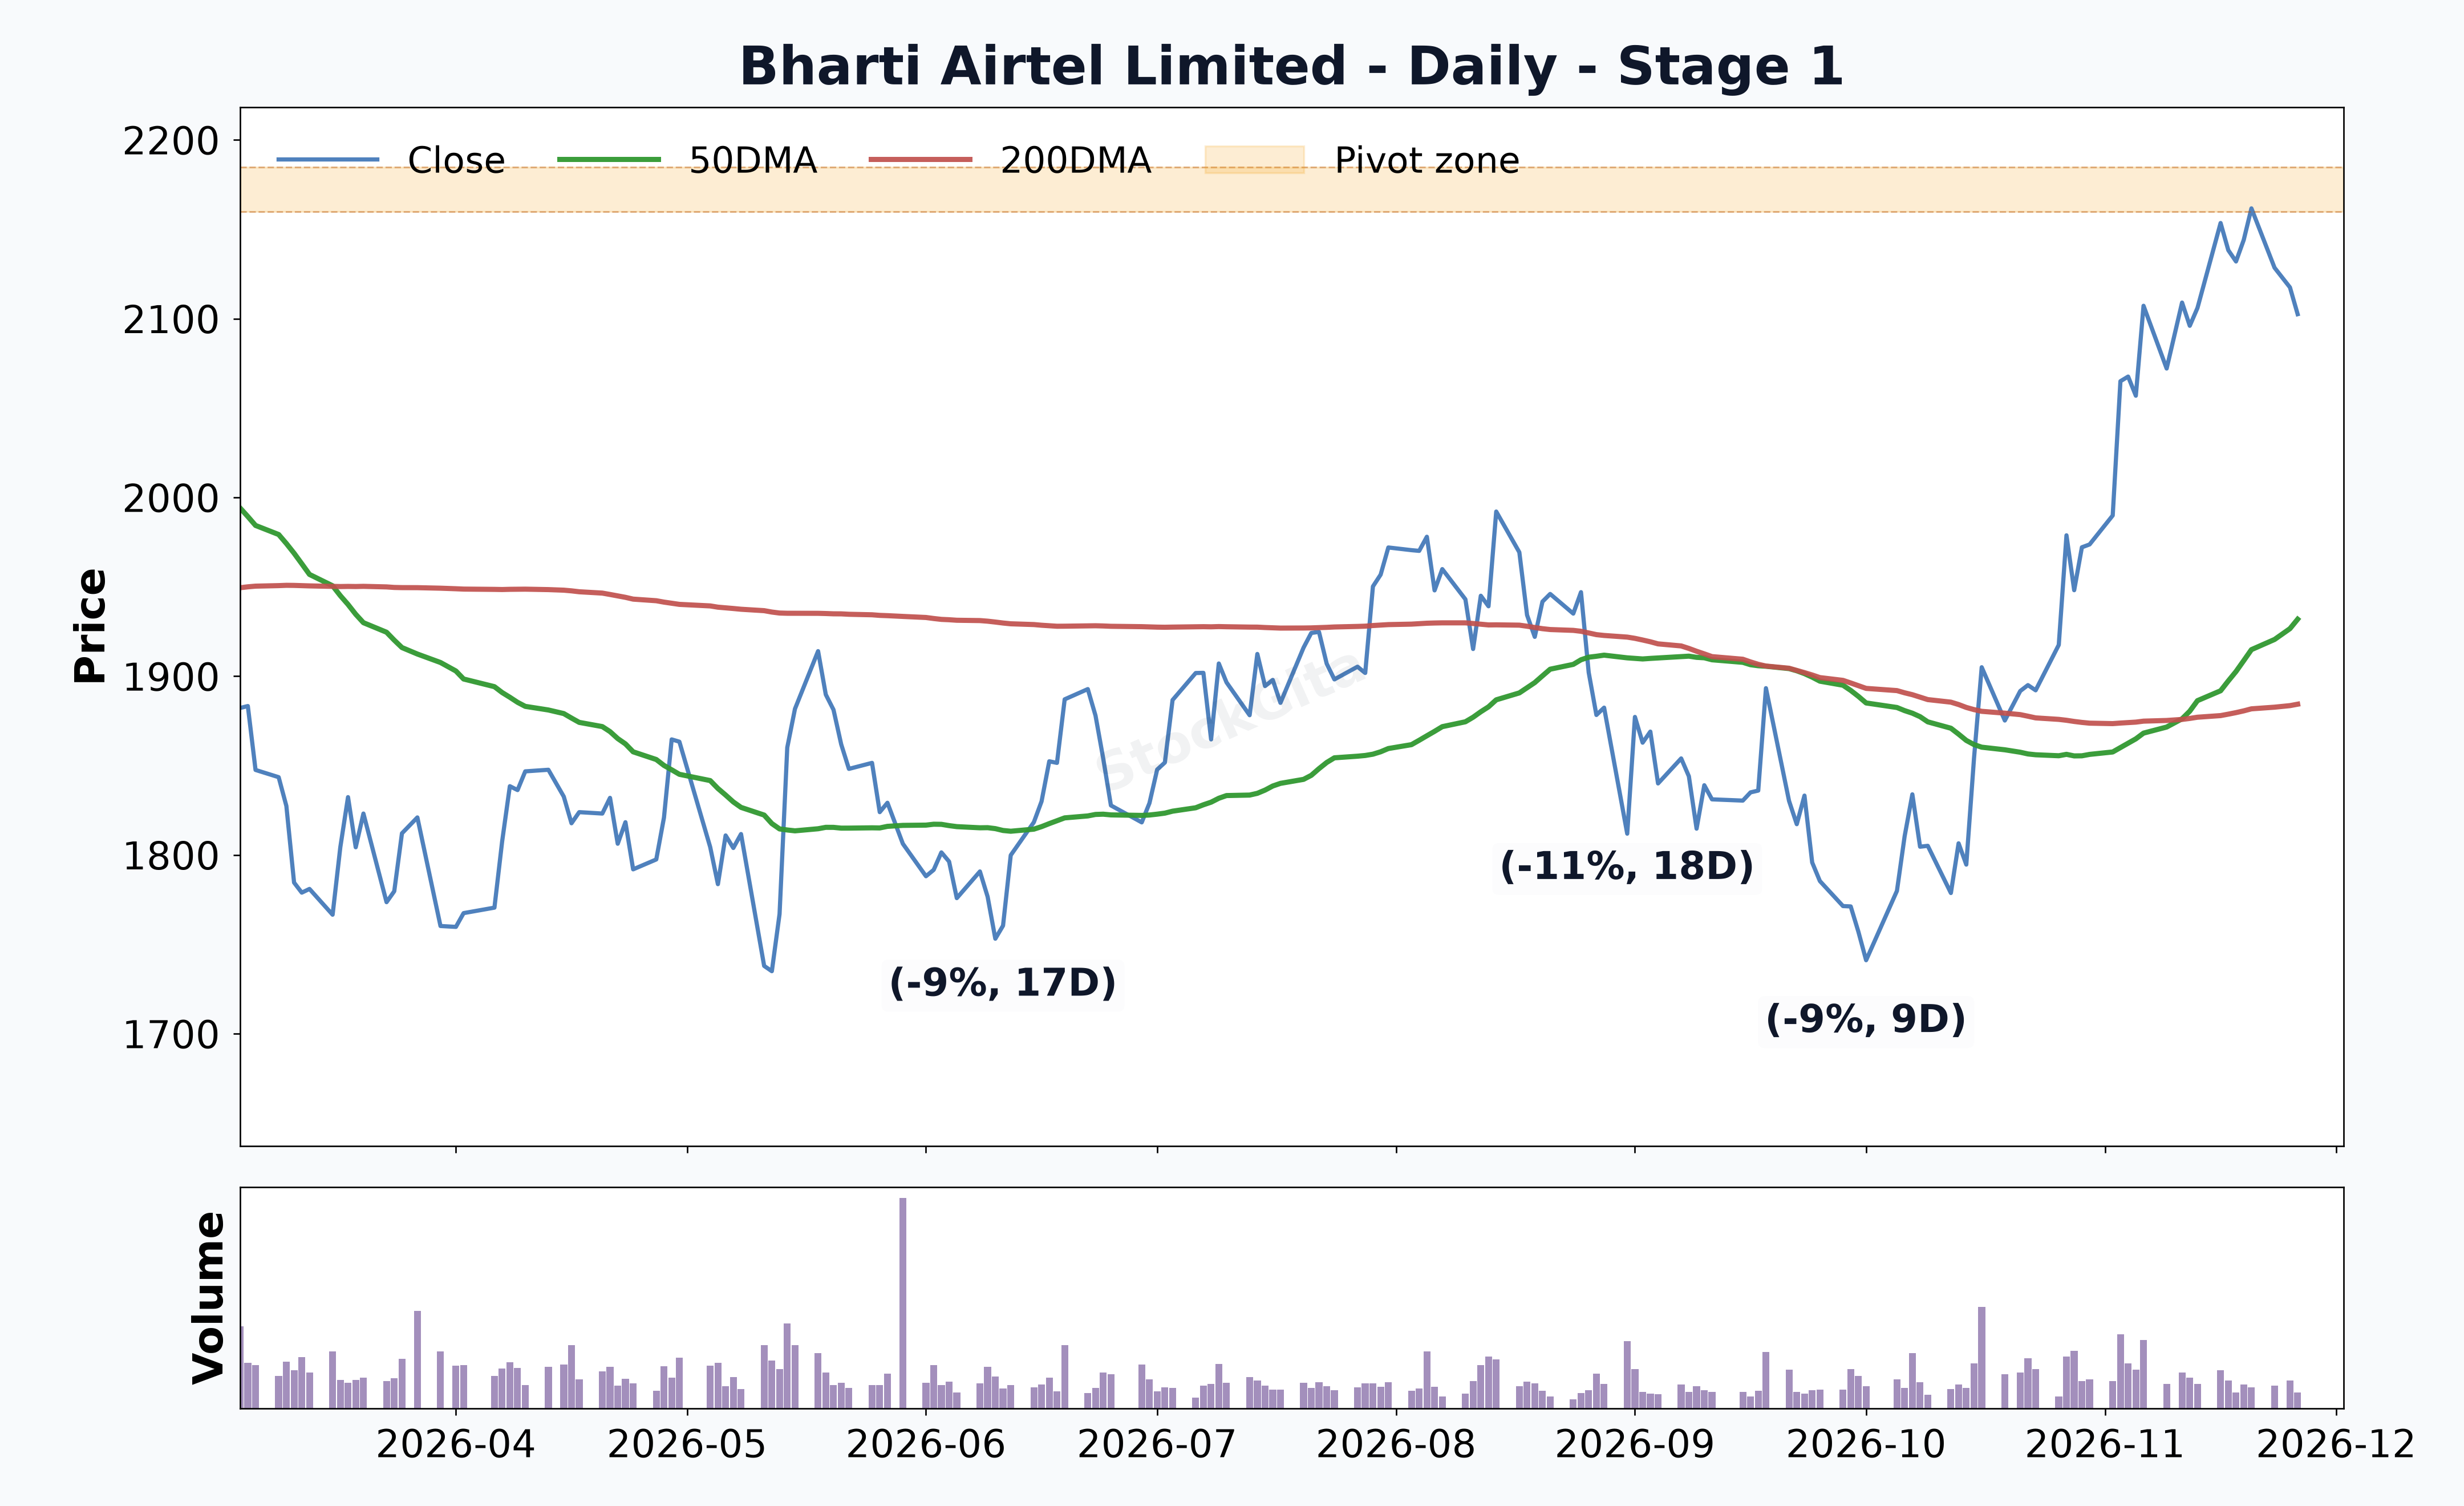 Bharti Airtel Limited - Daily - Stage 1
Close 50DMA 200DMA Pivot zone
2200
2100
2000
1900
1800
1700
Price
StockGita
(-11%, 18D)
(-9%, 17D)
(-9%, 9D)
Volume
2026-04 2026-05 2026-06 2026-07 2026-08 2026-09 2026-10 2026-11 2026-12